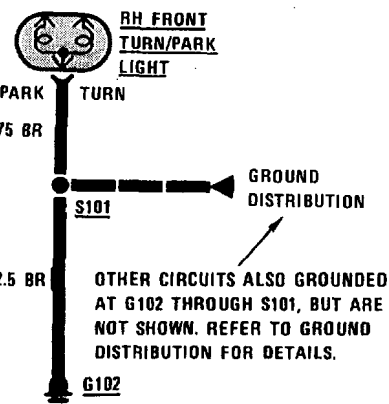 RH FRONT
TURN/PARK
LIGHT
PARK TURN
75 BR
GROUND
DISTRIBUTION
S101
2.5 BR
OTHER CIRCUITS ALSO GROUNDED
AT G102 THROUGH S101, BUT ARE
NOT SHOWN. REFER TO GROUND
DISTRIBUTION FOR DETAILS.
G102